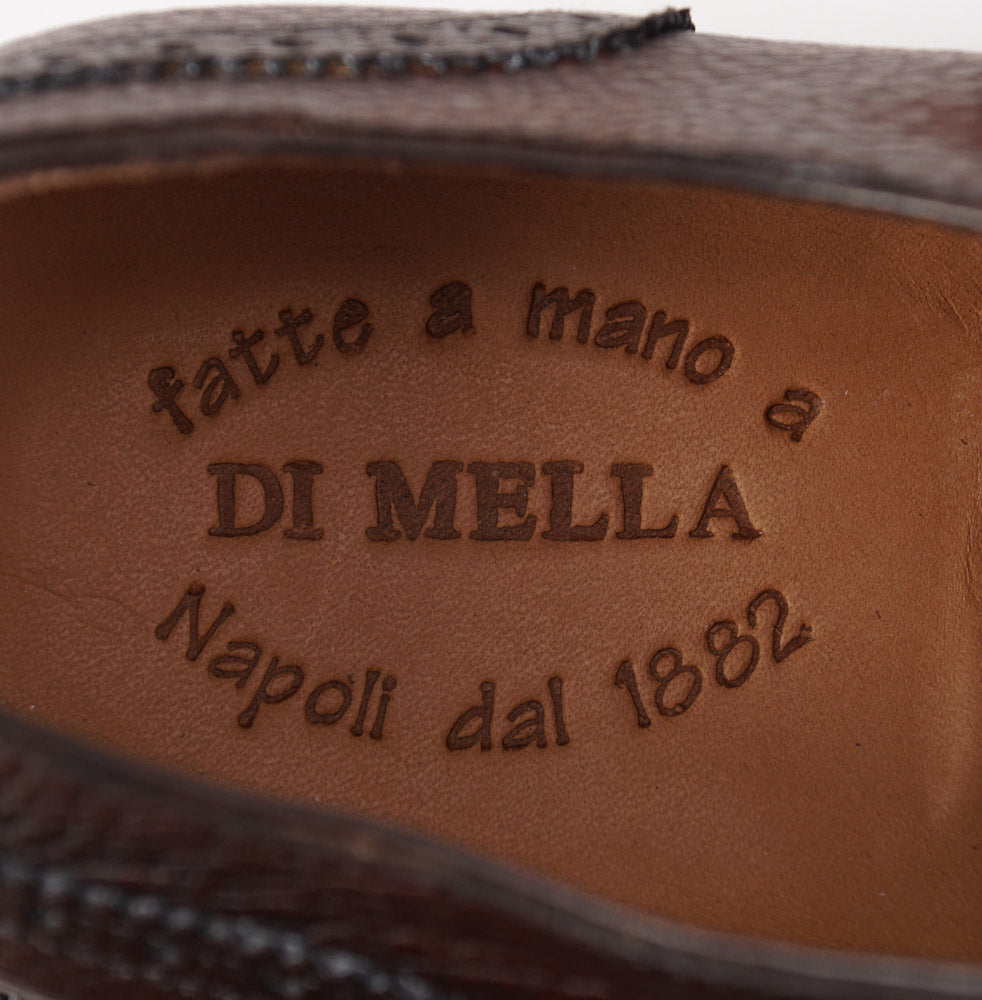 fatte a mano a
DI MELLA
Napoli dal 1882